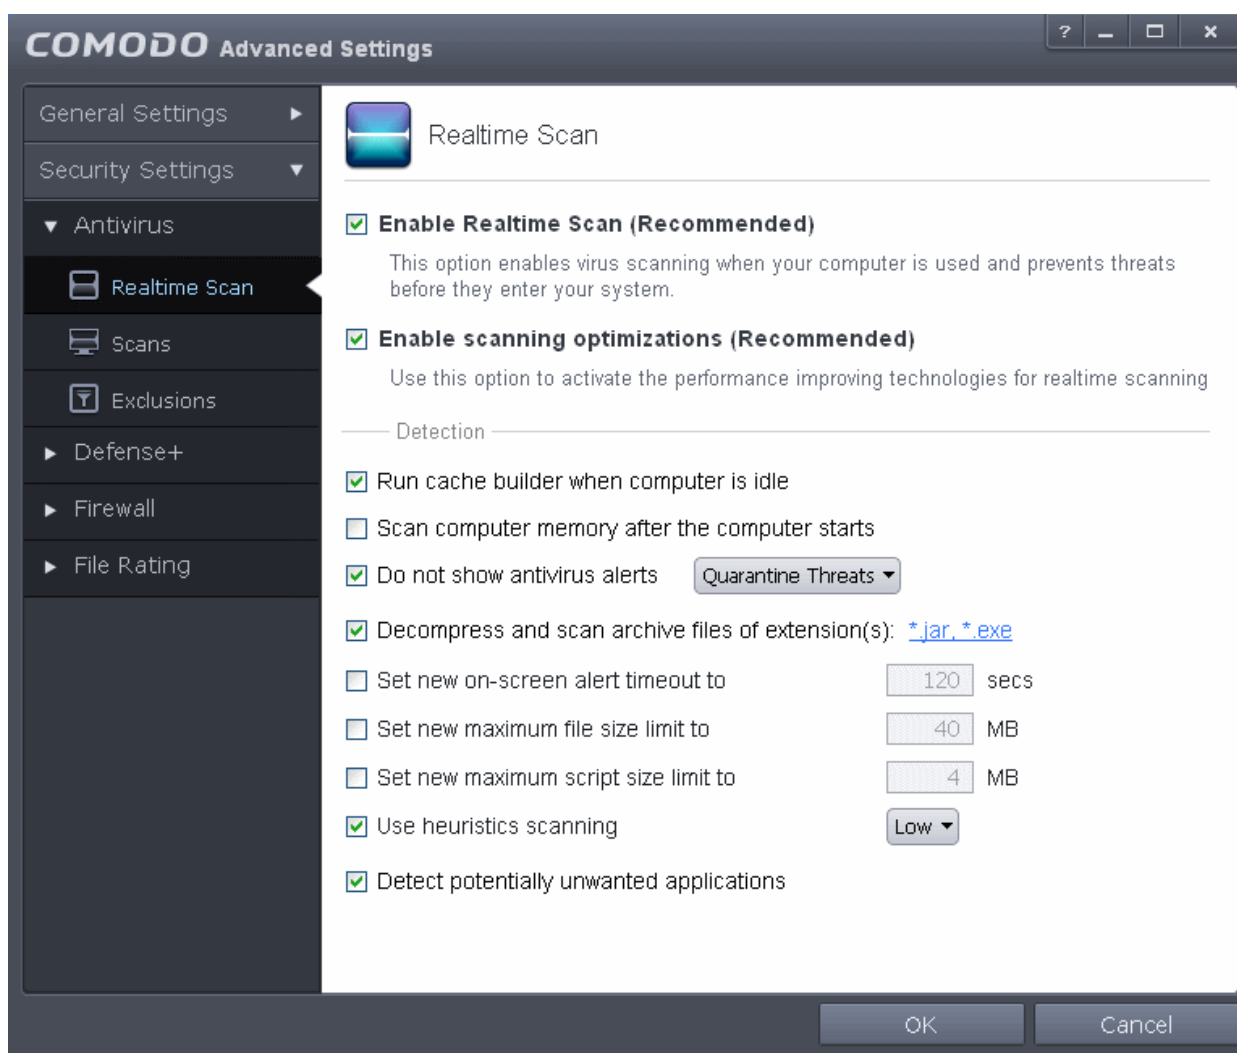 COMODO Advanced Settings
?
General Settings
Security Settings
Antivirus
Realtime Scan
Scans
Exclusions
Defense+
Firewall
File Rating
Realtime Scan
Enable Realtime Scan (Recommended)
This option enables virus scanning when your computer is used and prevents threats
before they enter your system.
Enable scanning optimizations (Recommended)
Use this option to activate the performance improving technologies for realtime scanning
Detection
Run cache builder when computer is idle
Scan computer memory after the computer starts
Do not show antivirus alerts Quarantine Threats
Decompress and scan archive files of extension(s): *.jar, *.exe
Set new on-screen alert timeout to 120 secs
Set new maximum file size limit to 40 MB
Set new maximum script size limit to 4 MB
Use heuristics scanning Low
Detect potentially unwanted applications
OK Cancel